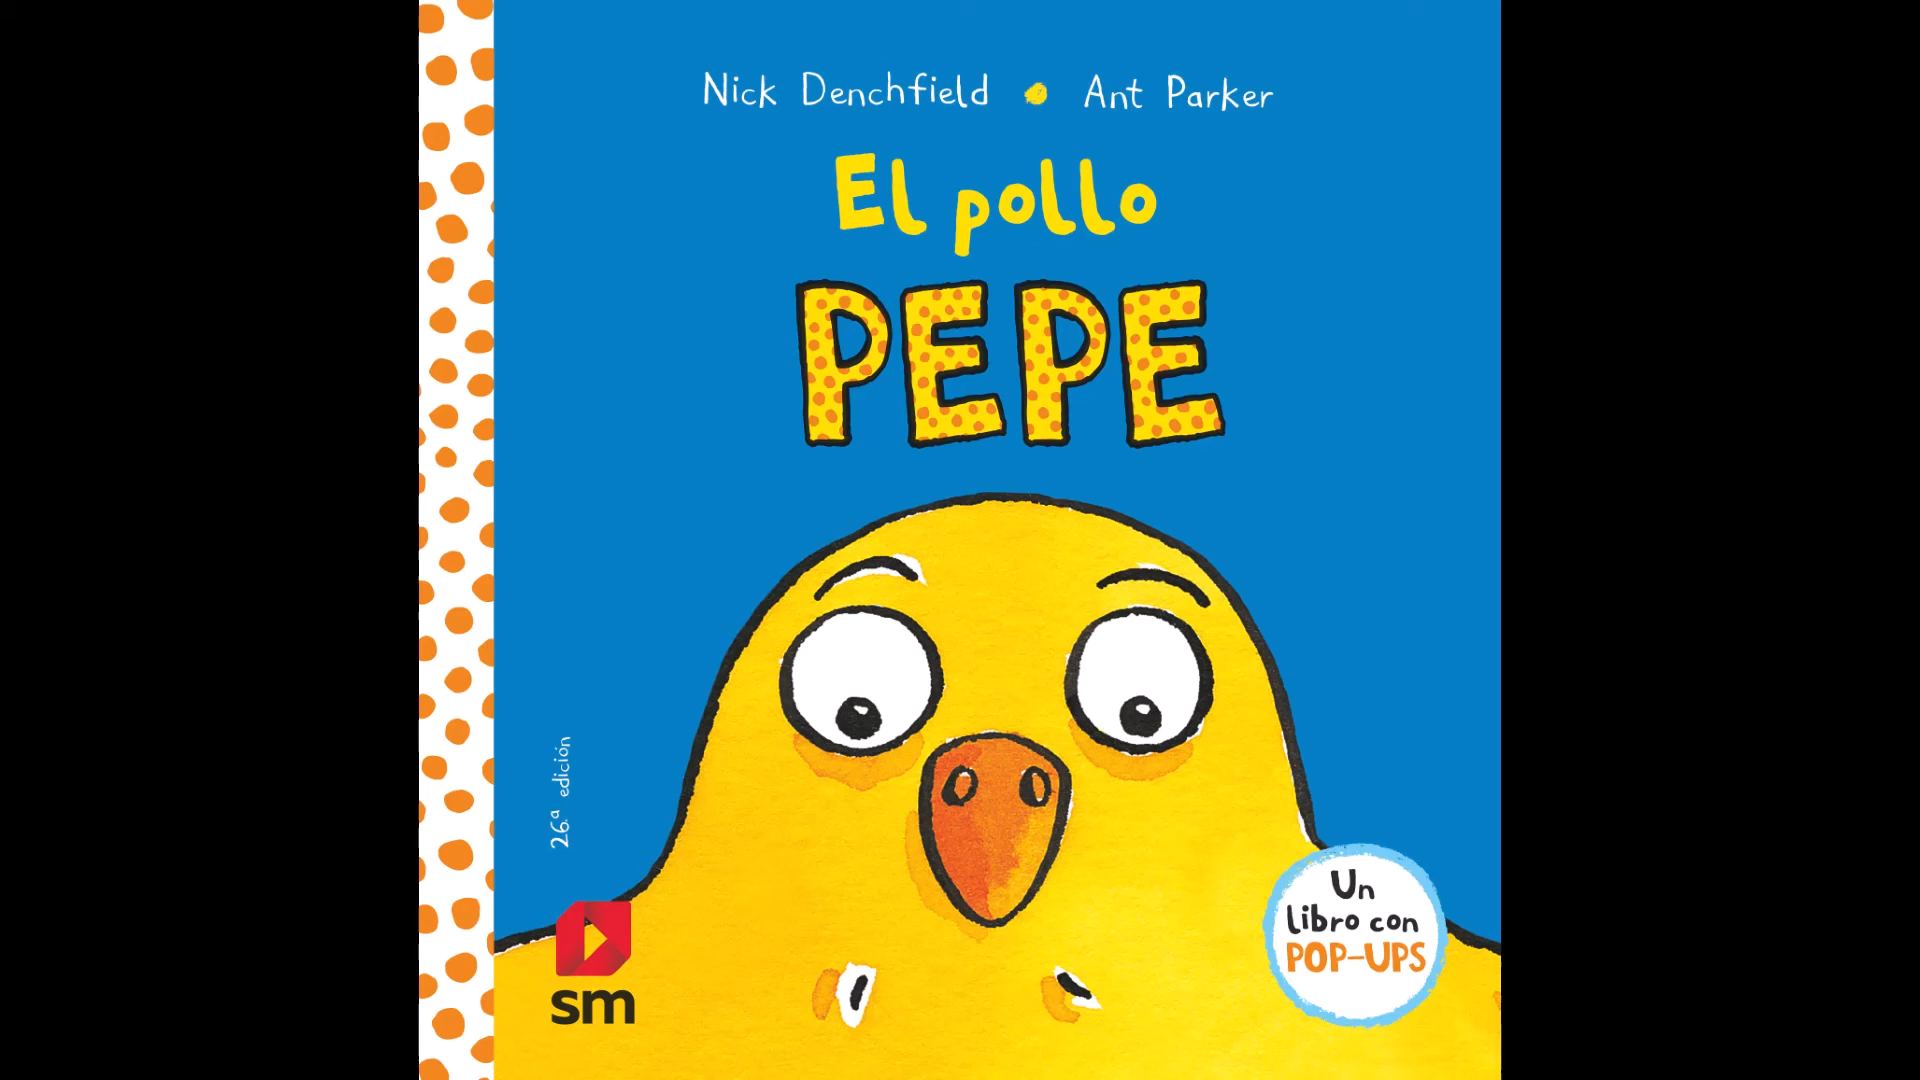 Nick Denchfield • Ant Parker
El pollo
PEPE
26.ª edición
sm
Un
libro con
POP-UPS